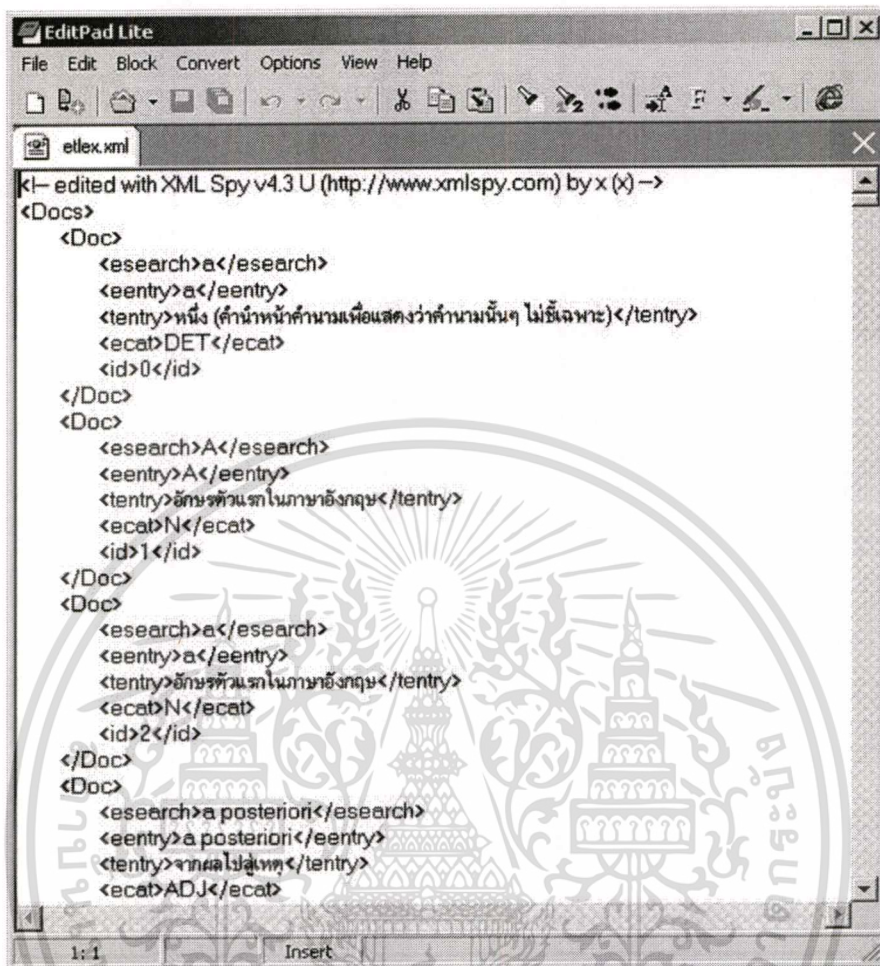 EditPad Lite
File Edit Block Convert Options View Help
etlex.xml
<!-- edited with XML Spy v4.3 U (http://www.xmlspy.com) by x (x) -->
<Docs>
<Doc>
<esearch>a</esearch>
<eentry>a</eentry>
<tentry>หนึ่ง (คำนำหน้าคำนามเพื่อแสดงว่าคำนามนั้นๆ ไม่ชี้เฉพาะ)</tentry>
<ecat>DET</ecat>
<id>0</id>
</Doc>
<Doc>
<esearch>A</esearch>
<eentry>A</eentry>
<tentry>อักษรตัวแรกในภาษาอังกฤษ</tentry>
<ecat>N</ecat>
<id>1</id>
</Doc>
<Doc>
<esearch>a</esearch>
<eentry>a</eentry>
<tentry>อักษรตัวแรกในภาษาอังกฤษ</tentry>
<ecat>N</ecat>
<id>2</id>
</Doc>
<Doc>
<esearch>a posteriori</esearch>
<eentry>a posteriori</eentry>
<tentry>จากผลไปสู่เหตุ</tentry>
<ecat>ADJ</ecat>
1: 1 Insert